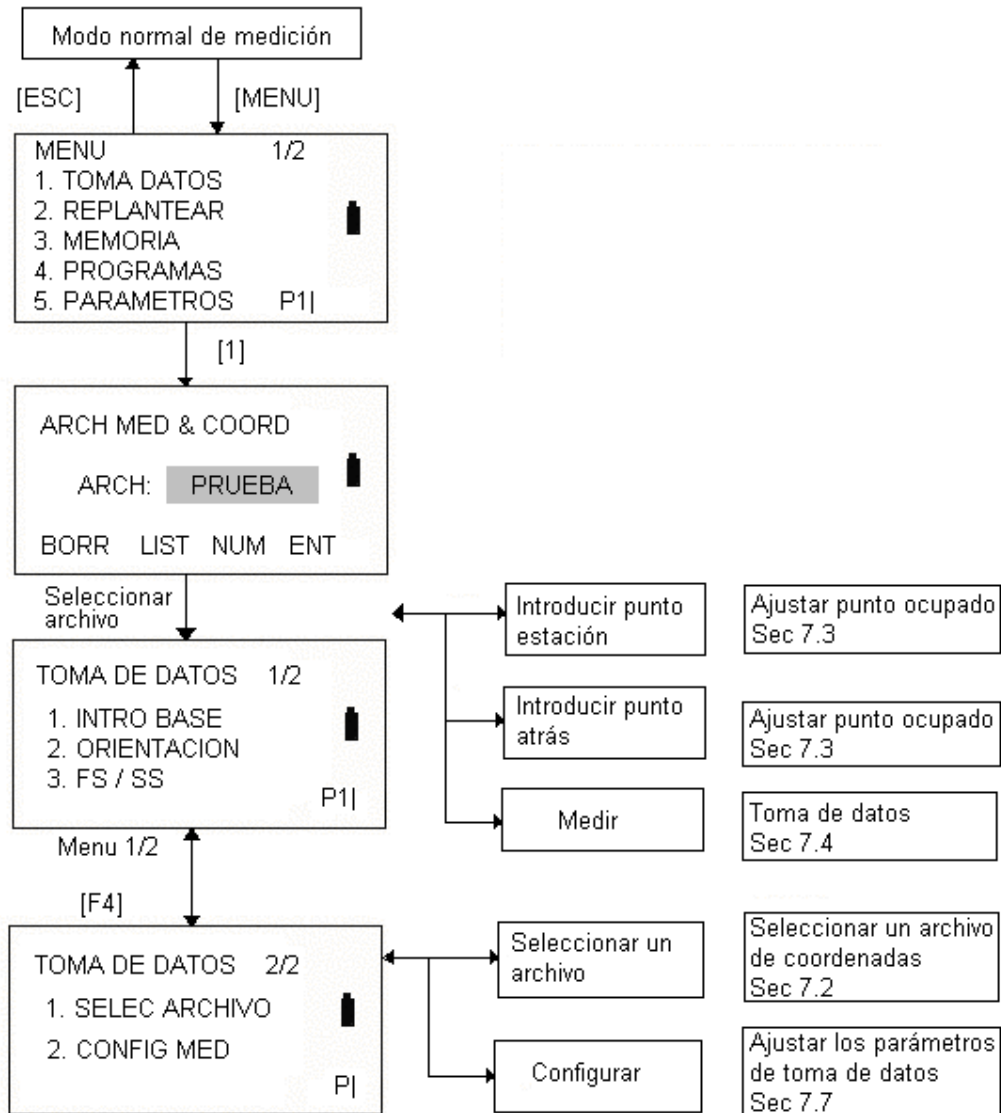 Modo normal de medición
[ESC]
[MENU]
MENU 1/2
1. TOMA DATOS
2. REPLANTEAR
3. MEMORIA
4. PROGRAMAS
5. PARAMETROS P1|
[1]
ARCH MED & COORD
ARCH: PRUEBA
BORR LIST NUM ENT
Seleccionar
archivo
TOMA DE DATOS 1/2
1. INTRO BASE
2. ORIENTACION
3. FS / SS
P1|
Introducir punto
estación
Ajustar punto ocupado
Sec 7.3
Introducir punto
atrás
Ajustar punto ocupado
Sec 7.3
Medir
Toma de datos
Sec 7.4
Menu 1/2
[F4]
TOMA DE DATOS 2/2
1. SELEC ARCHIVO
2. CONFIG MED
P|
Seleccionar un
archivo
Seleccionar un archivo
de coordenadas
Sec 7.2
Configurar
Ajustar los parámetros
de toma de datos
Sec 7.7